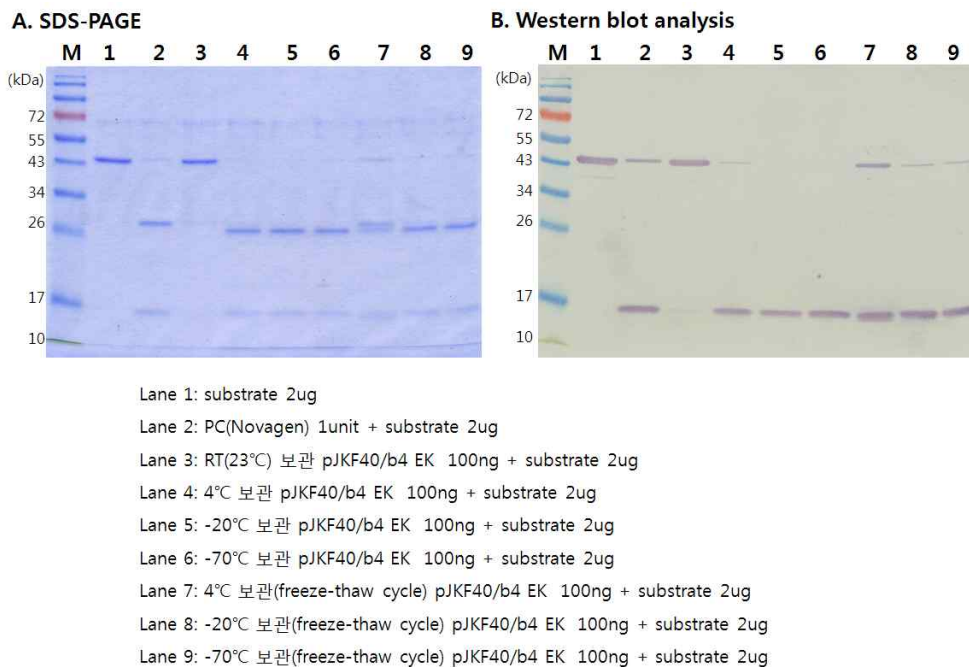 A. SDS-PAGE
M 1 2 3 4 5 6 7 8 9
(kDa)
72
55
43
34
26
17
10
B. Western blot analysis
M 1 2 3 4 5 6 7 8 9
(kDa)
72
55
43
34
26
17
10
Lane 1: substrate 2ug
Lane 2: PC(Novagen) 1unit + substrate 2ug
Lane 3: RT(23℃) 보관 pJKF40/b4 EK 100ng + substrate 2ug
Lane 4: 4℃ 보관 pJKF40/b4 EK 100ng + substrate 2ug
Lane 5: -20℃ 보관 pJKF40/b4 EK 100ng + substrate 2ug
Lane 6: -70℃ 보관 pJKF40/b4 EK 100ng + substrate 2ug
Lane 7: 4℃ 보관(freeze-thaw cycle) pJKF40/b4 EK 100ng + substrate 2ug
Lane 8: -20℃ 보관(freeze-thaw cycle) pJKF40/b4 EK 100ng + substrate 2ug
Lane 9: -70℃ 보관(freeze-thaw cycle) pJKF40/b4 EK 100ng + substrate 2ug